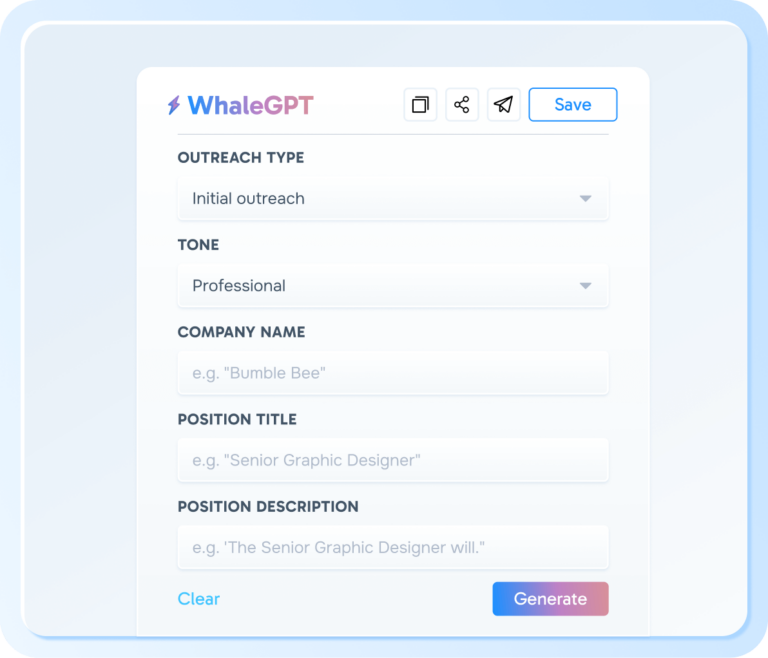 WhaleGPT
Save
OUTREACH TYPE
Initial outreach
TONE
Professional
COMPANY NAME
e.g. "Bumble Bee"
POSITION TITLE
e.g. "Senior Graphic Designer"
POSITION DESCRIPTION
e.g. 'The Senior Graphic Designer will."
Clear
Generate